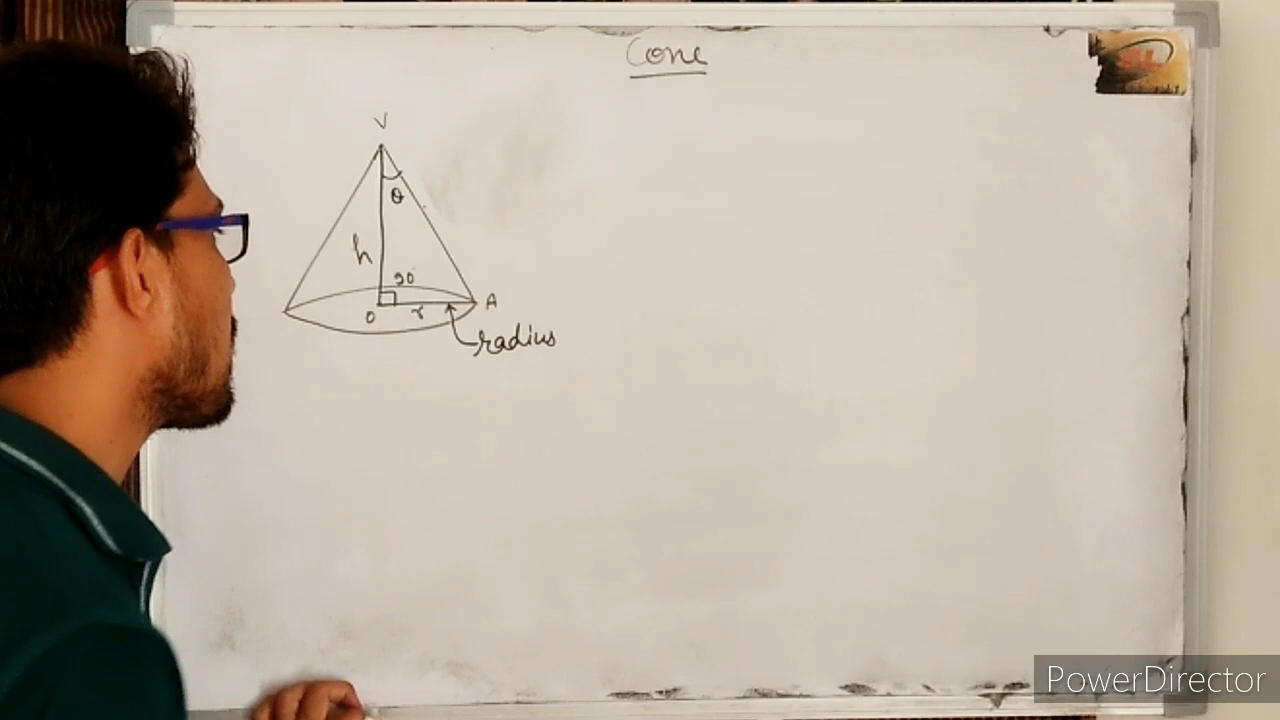 Cone
V
θ
h
90°
O
r
A
radius
PowerDirector